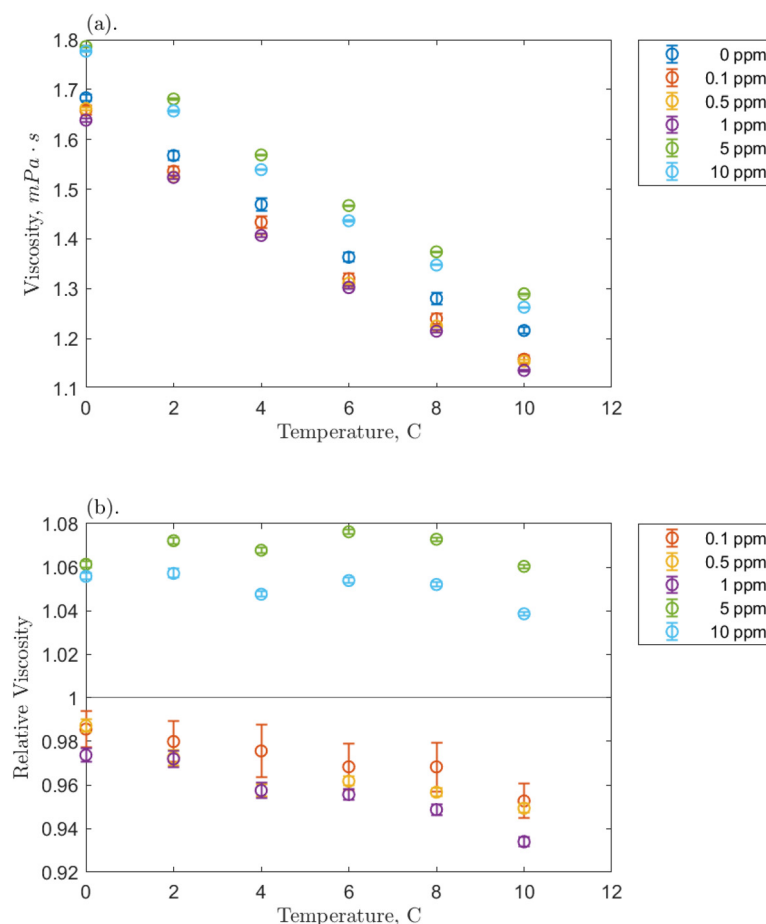 (a).
1.8
1.7
1.6
1.5
1.4
1.3
1.2
1.1
Viscosity, mPa · s
0 2 4 6 8 10 12
Temperature, C
0 ppm
0.1 ppm
0.5 ppm
1 ppm
5 ppm
10 ppm
(b).
1.08
1.06
1.04
1.02
1
0.98
0.96
0.94
0.92
Relative Viscosity
0 2 4 6 8 10 12
Temperature, C
0.1 ppm
0.5 ppm
1 ppm
5 ppm
10 ppm